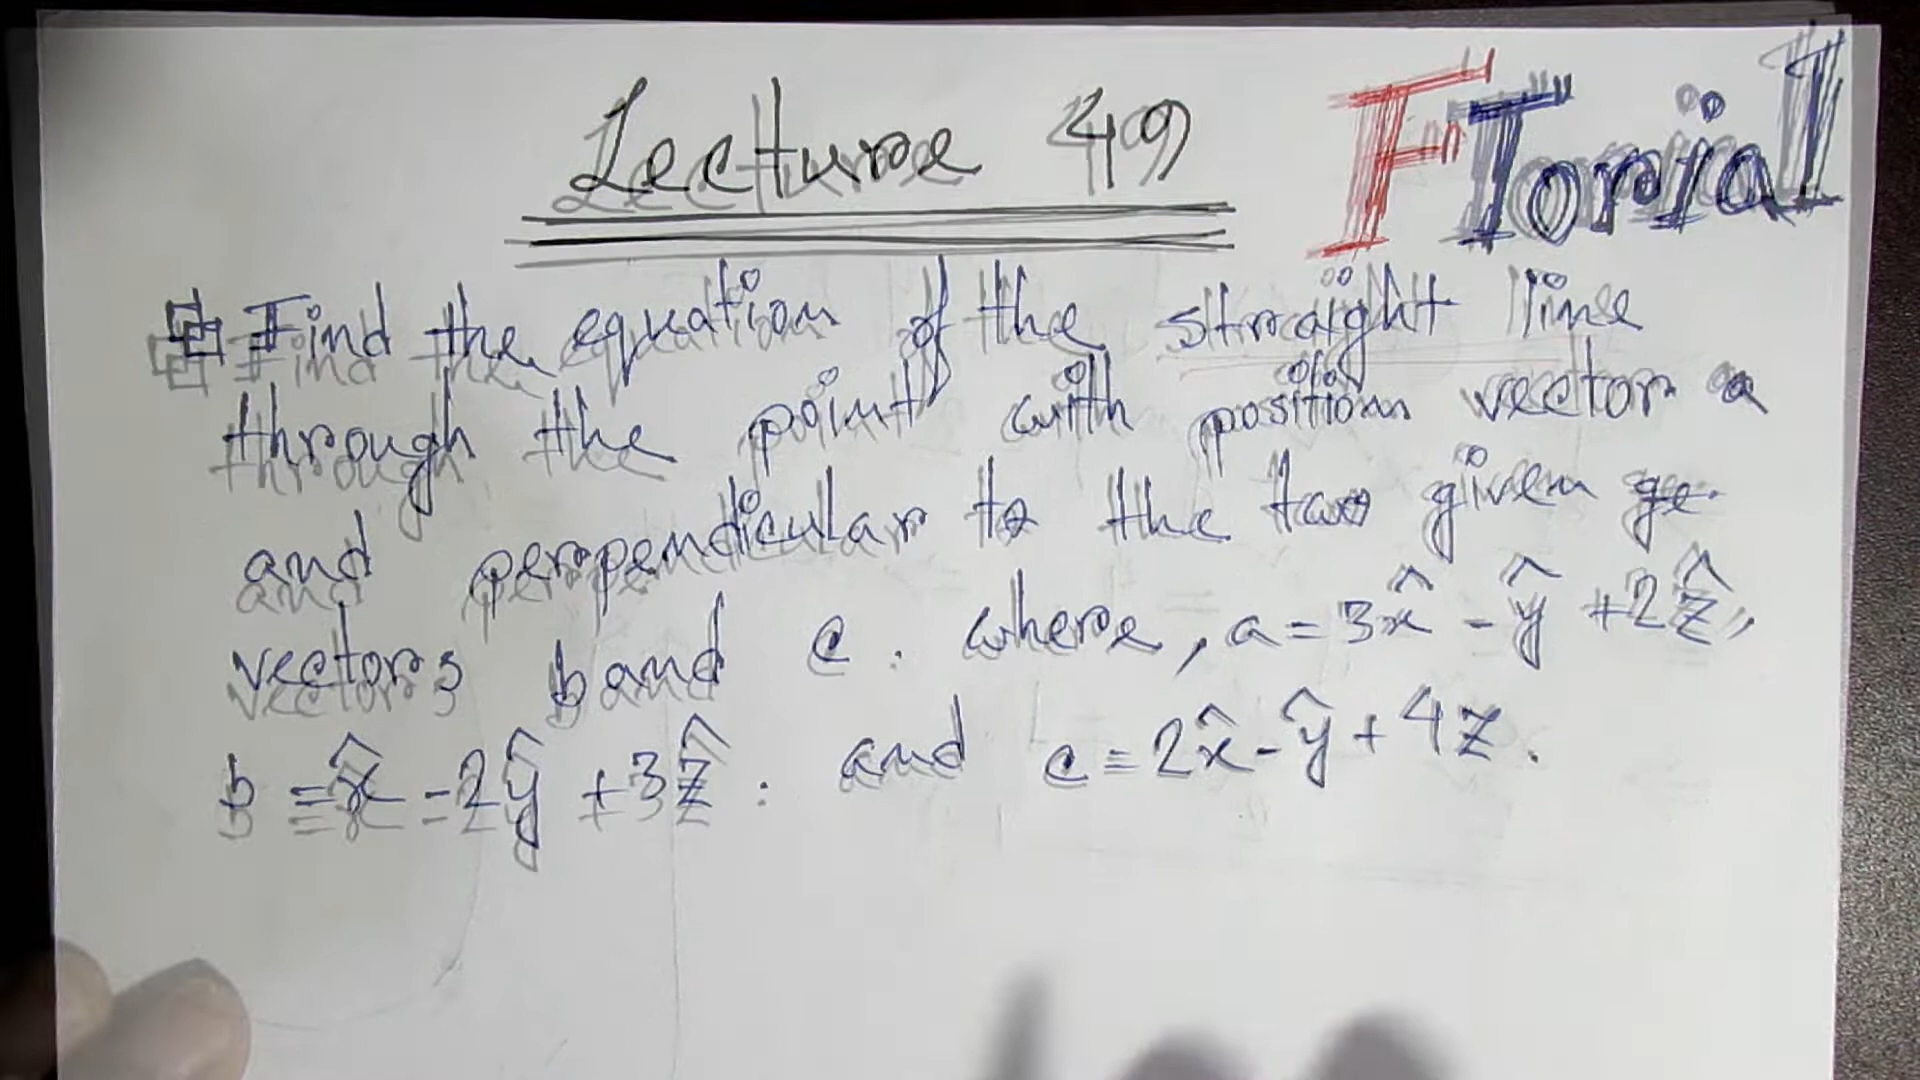 Lecture 49
FTorial
Find the equation of the straight line
through the point with position vector a
and perpendicular to the two given
vectors b and c. where, a = 3x̂ - ŷ + 2ẑ,
b = x̂ - 2ŷ + 3ẑ. and c = 2x̂ - ŷ + 4z.